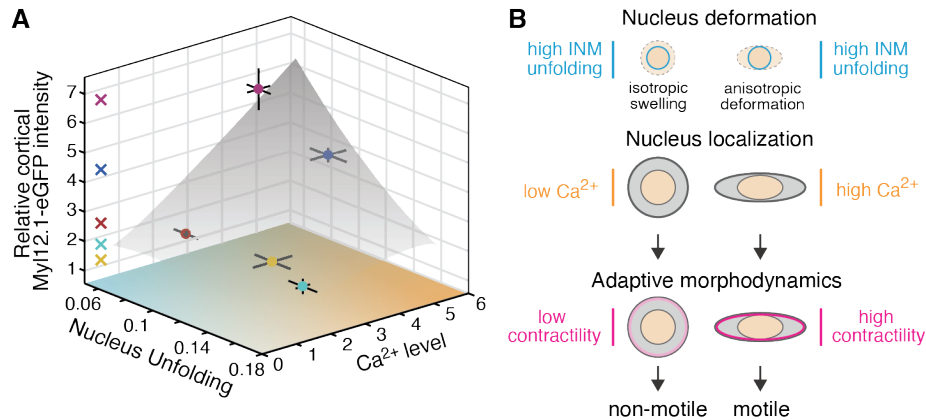 A
Relative cortical
Myl12.1-eGFP intensity
7
6
5
4
3
2
1
0.06
0.1
0.14
0.18
Nucleus Unfolding
0
1
2
3
4
5
6
Ca²⁺ level
B
Nucleus deformation
high INM
unfolding
high INM
unfolding
isotropic
swelling
anisotropic
deformation
Nucleus localization
low Ca²⁺
high Ca²⁺
Adaptive morphodynamics
low
contractility
high
contractility
non-motile
motile